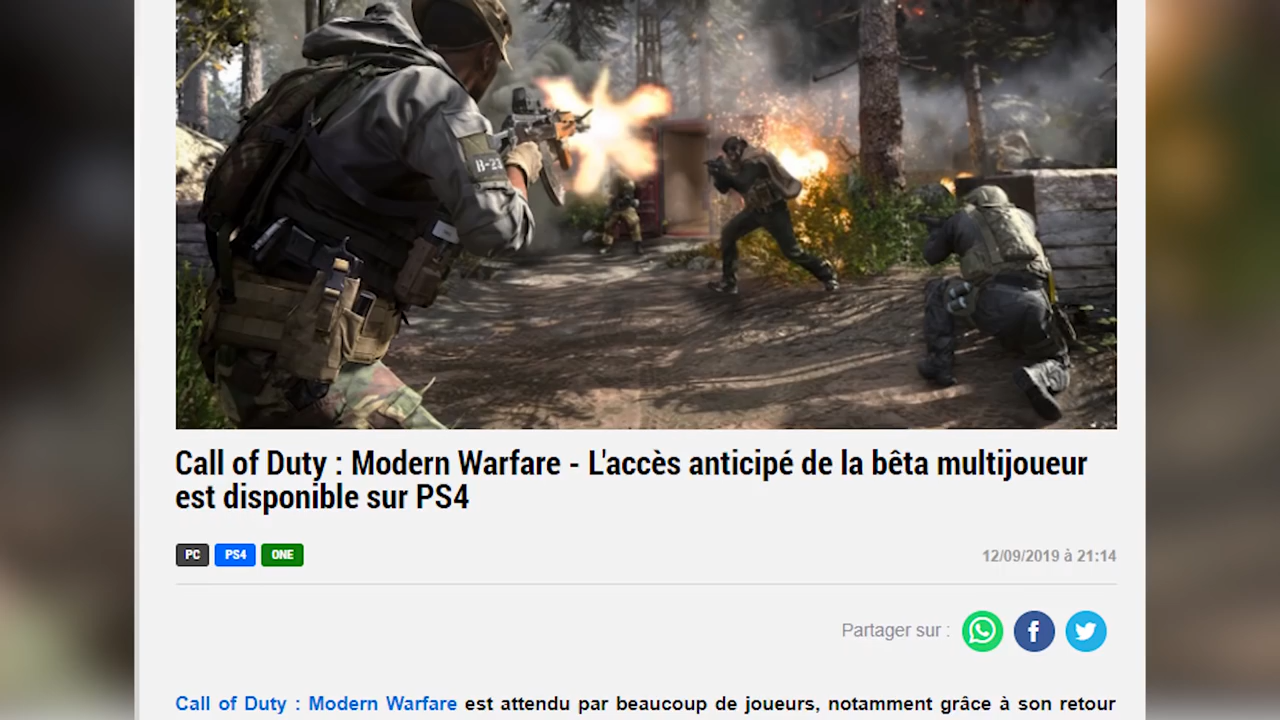 B-23
Call of Duty : Modern Warfare - L'accès anticipé de la bêta multijoueur
est disponible sur PS4
PC PS4 ONE
12/09/2019 à 21:14
Partager sur :
Call of Duty : Modern Warfare est attendu par beaucoup de joueurs, notamment grâce à son retour